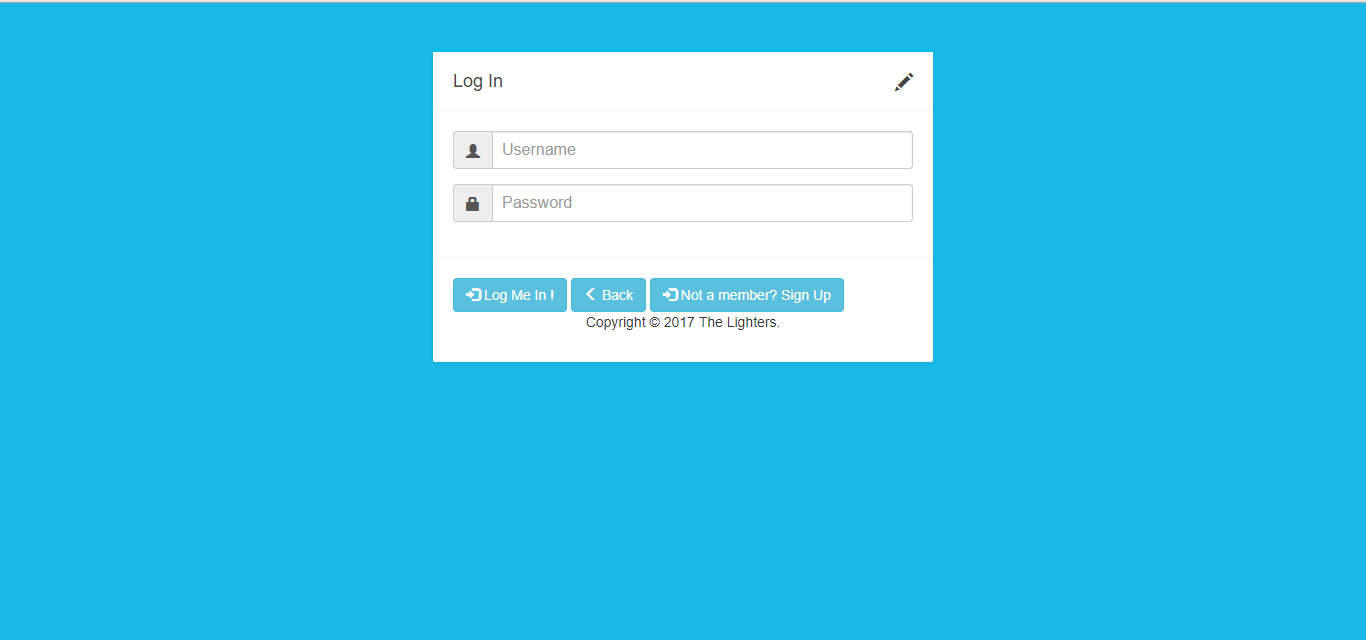 Log In
Username
Password
Log Me In ! Back Not a member? Sign Up
Copyright © 2017 The Lighters.